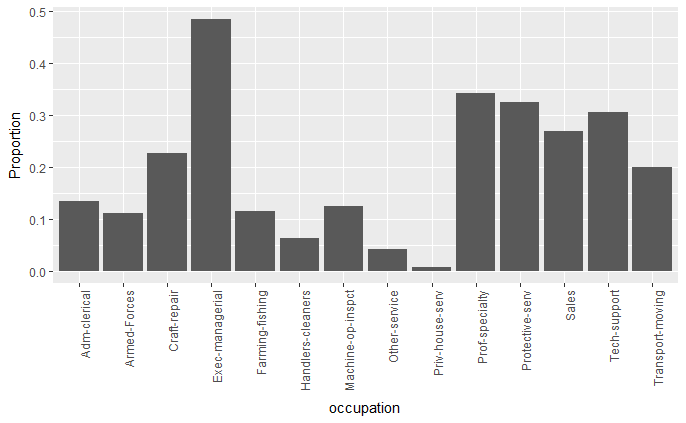 Proportion
0.5
0.4
0.3
0.2
0.1
0.0
Adm-clerical
Armed-Forces
Craft-repair
Exec-managerial
Farming-fishing
Handlers-cleaners
Machine-op-inspct
Other-service
Priv-house-serv
Prof-specialty
Protective-serv
Sales
Tech-support
Transport-moving
occupation